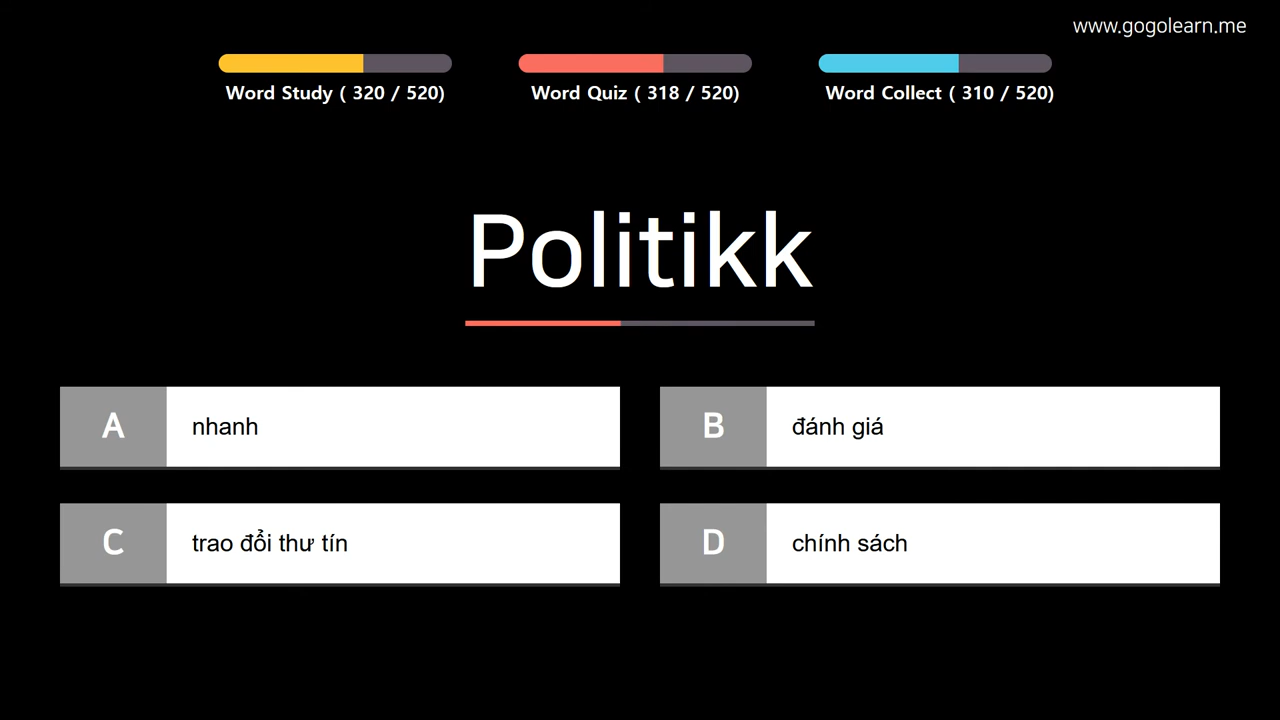 www.gogolearn.me
Word Study ( 320 / 520)
Word Quiz ( 318 / 520)
Word Collect ( 310 / 520)
Politikk
A nhanh
B đánh giá
C trao đổi thư tín
D chính sách